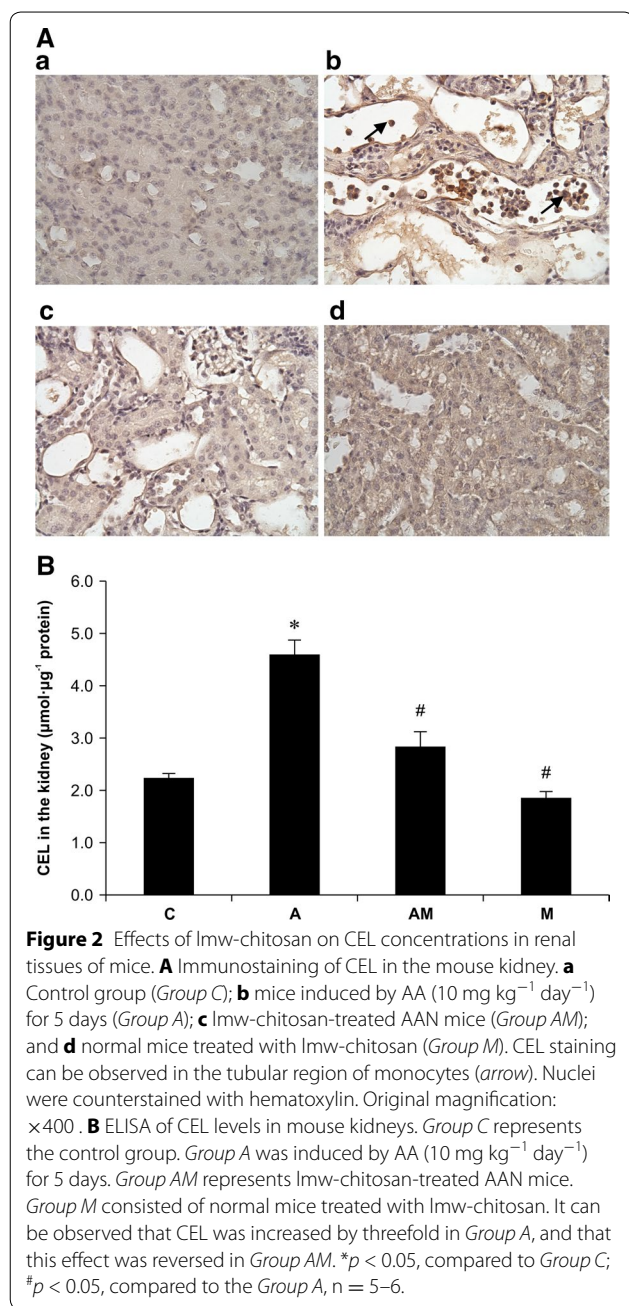 A
a
b
c
d
B
6.0
5.0
4.0
3.0
2.0
1.0
0.0
CEL in the kidney (μmol·μg⁻¹ protein)
*
#
#
C A AM M
Figure 2 Effects of lmw-chitosan on CEL concentrations in renal
tissues of mice. A Immunostaining of CEL in the mouse kidney. a
Control group (Group C); b mice induced by AA (10 mg kg⁻¹ day⁻¹)
for 5 days (Group A); c lmw-chitosan-treated AAN mice (Group AM);
and d normal mice treated with lmw-chitosan (Group M). CEL staining
can be observed in the tubular region of monocytes (arrow). Nuclei
were counterstained with hematoxylin. Original magnification:
×400 . B ELISA of CEL levels in mouse kidneys. Group C represents
the control group. Group A was induced by AA (10 mg kg⁻¹ day⁻¹)
for 5 days. Group AM represents lmw-chitosan-treated AAN mice.
Group M consisted of normal mice treated with lmw-chitosan. It can
be observed that CEL was increased by threefold in Group A, and that
this effect was reversed in Group AM. *p < 0.05, compared to Group C;
#p < 0.05, compared to the Group A, n = 5–6.